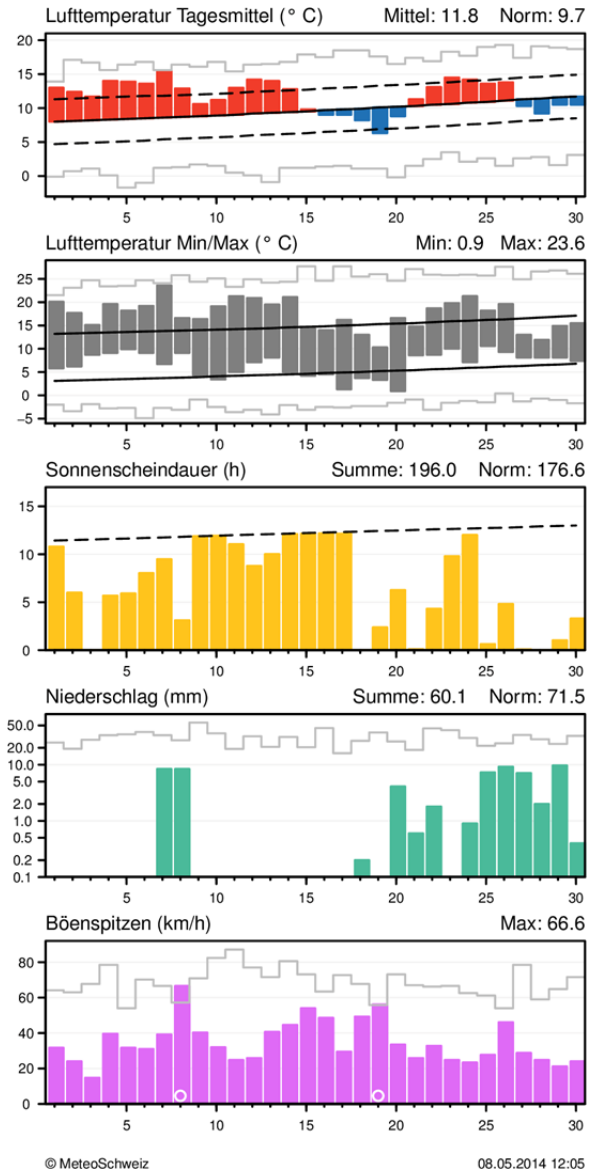 Lufttemperatur Tagesmittel (° C) Mittel: 11.8 Norm: 9.7
20
15
10
5
0
5 10 15 20 25 30
Lufttemperatur Min/Max (° C) Min: 0.9 Max: 23.6
25
20
15
10
5
0
−5
5 10 15 20 25 30
Sonnenscheindauer (h) Summe: 196.0 Norm: 176.6
15
10
5
0
5 10 15 20 25 30
Niederschlag (mm) Summe: 60.1 Norm: 71.5
50.0
20.0
10.0
5.0
2.0
1.0
0.5
0.2
0.1
5 10 15 20 25 30
Böenspitzen (km/h) Max: 66.6
80
60
40
20
0
5 10 15 20 25 30
© MeteoSchweiz 08.05.2014 12:05